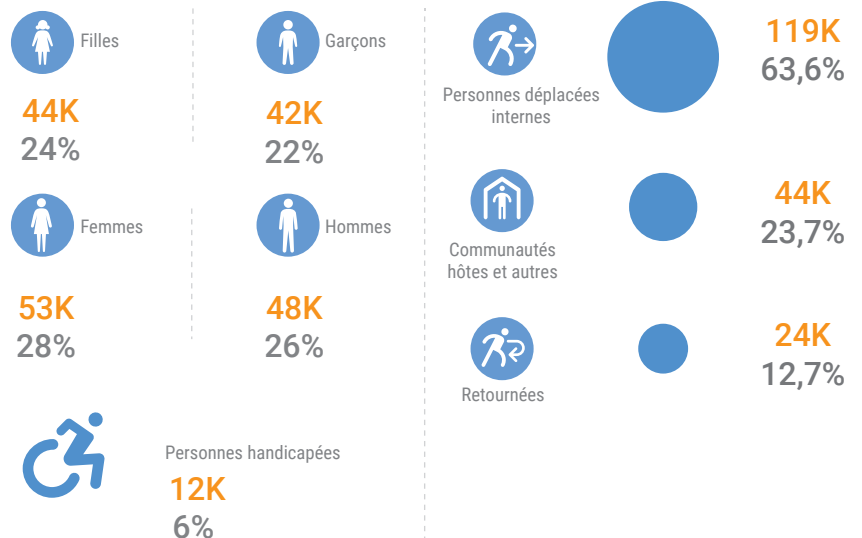 Filles
44K
24%
Garçons
42K
22%
Femmes
53K
28%
Hommes
48K
26%
Personnes handicapées
12K
6%
Personnes déplacées
internes
119K
63,6%
Communautés
hôtes et autres
44K
23,7%
Retournées
24K
12,7%